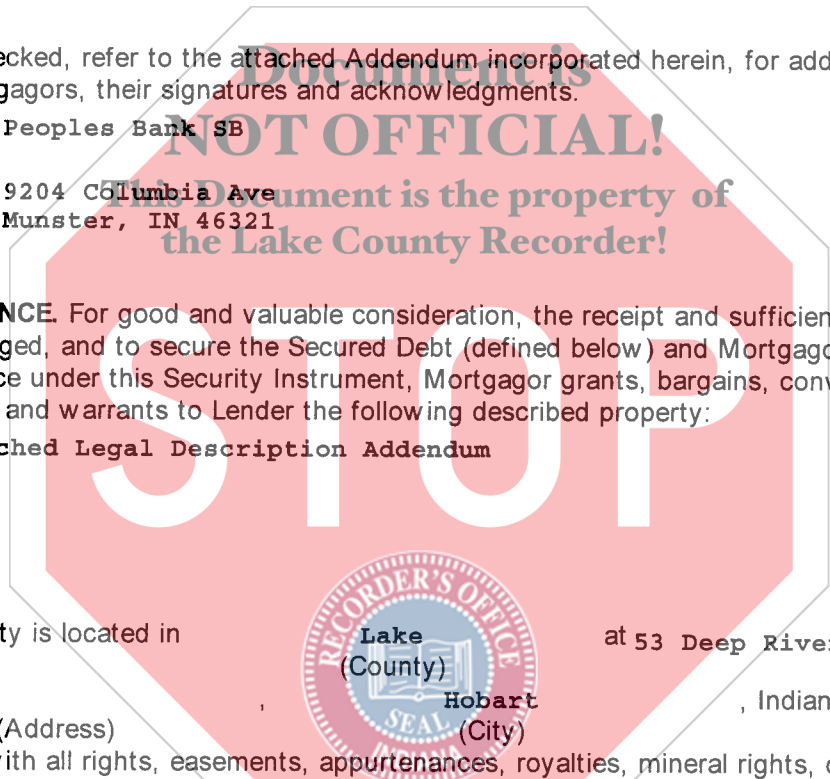 ecked, refer to the attached Addendum incorporated herein, for add
gagors, their signatures and acknowledgments.
Document is
NOT OFFICIAL!
This Document is the property of
the Lake County Recorder!
STOP
Peoples Bank SB
9204 Columbia Ave
Munster, IN 46321
NCE. For good and valuable consideration, the receipt and sufficien
ged, and to secure the Secured Debt (defined below) and Mortgago
ce under this Security Instrument, Mortgagor grants, bargains, conv
and warrants to Lender the following described property:
ched Legal Description Addendum
RECORDER'S OFFICE
SEAL
INDIANA
ty is located in Lake at 53 Deep River
(County)
, Hobart , Indian
(Address) (City)
with all rights, easements, appurtenances, royalties, mineral rights,